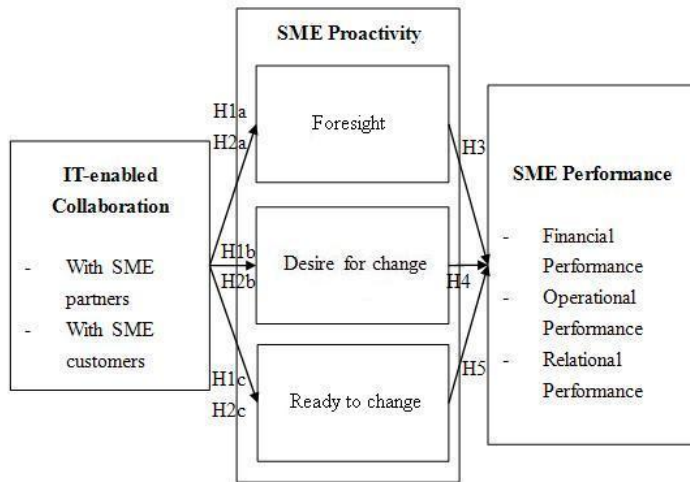 SME Proactivity
H1a
H2a
Foresight
H3
IT-enabled
Collaboration
- With SME
partners
- With SME
customers
H1b
H2b
Desire for change
H4
SME Performance
- Financial
Performance
- Operational
Performance
- Relational
Performance
H1c
H2c
Ready to change
H5